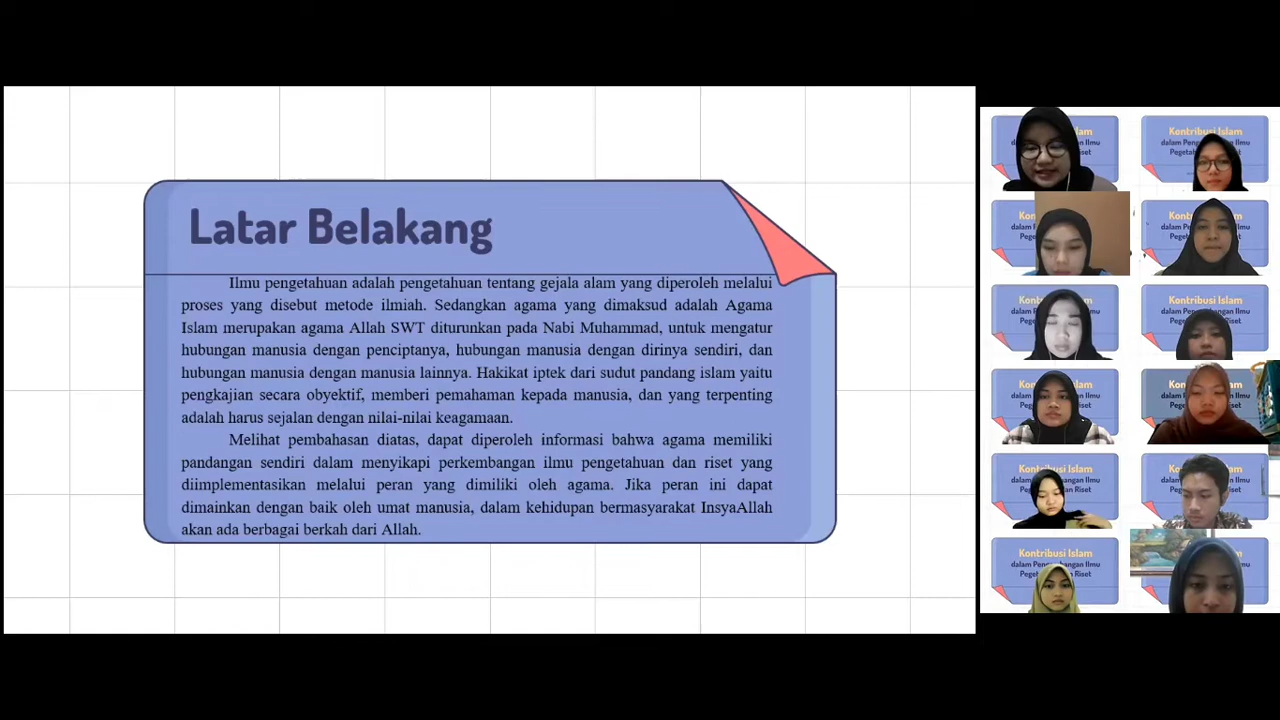 Latar Belakang
Ilmu pengetahuan adalah pengetahuan tentang gejala alam yang diperoleh melalui
proses yang disebut metode ilmiah. Sedangkan agama yang dimaksud adalah Agama
Islam merupakan agama Allah SWT diturunkan pada Nabi Muhammad, untuk mengatur
hubungan manusia dengan penciptanya, hubungan manusia dengan dirinya sendiri, dan
hubungan manusia dengan manusia lainnya. Hakikat iptek dari sudut pandang islam yaitu
pengkajian secara obyektif, memberi pemahaman kepada manusia, dan yang terpenting
adalah harus sejalan dengan nilai-nilai keagamaan.
Melihat pembahasan diatas, dapat diperoleh informasi bahwa agama memiliki
pandangan sendiri dalam menyikapi perkembangan ilmu pengetahuan dan riset yang
diimplementasikan melalui peran yang dimiliki oleh agama. Jika peran ini dapat
dimainkan dengan baik oleh umat manusia, dalam kehidupan bermasyarakat InsyaAllah
akan ada berbagai berkah dari Allah.
Kontribusi Islam
Kontribusi Islam
Kontribusi Islam
Kontribusi Islam
Kontribusi Islam